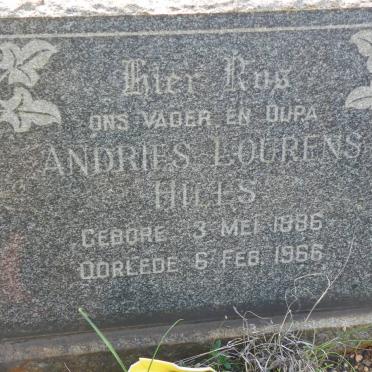 Hier Rus
ONS VADER EN OUPA
ANDRIES LOURENS
HILLS
GEBORE 3 MEI 1886
OORLEDE 6 FEB. 1966